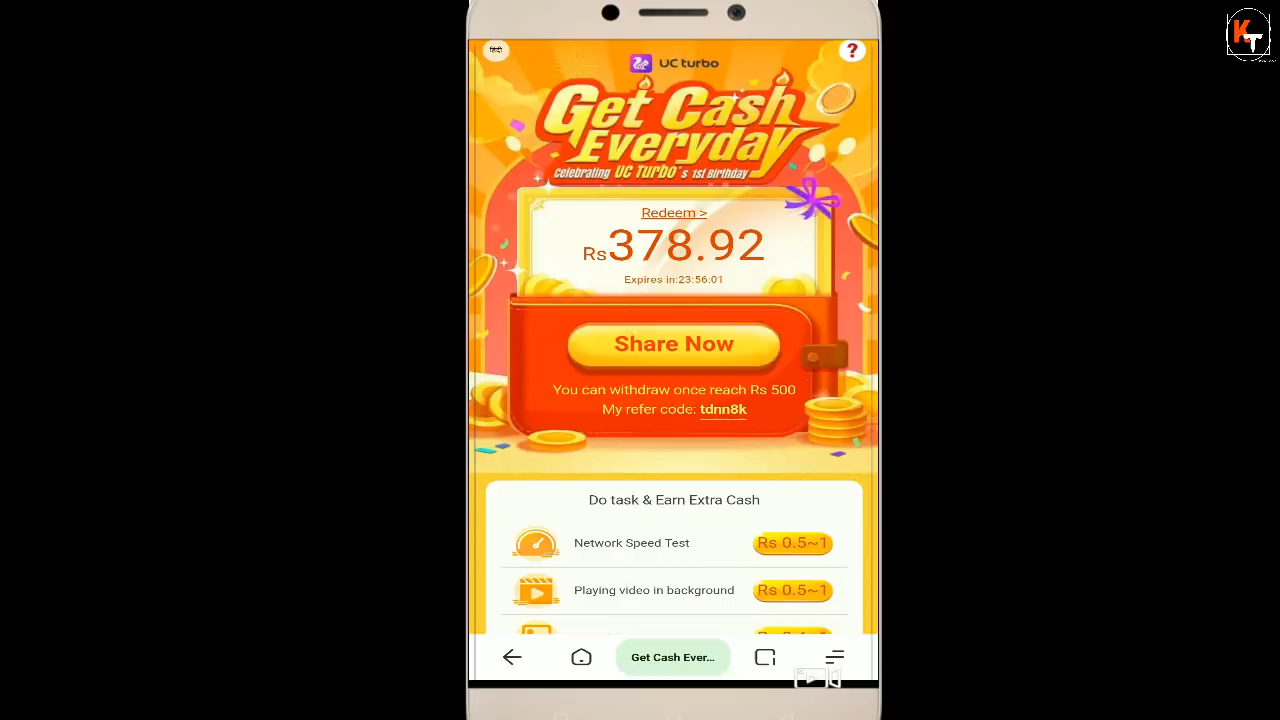 KT
हिन्दी
?
UC turbo
Get Cash
Everyday
Celebrating UC Turbo's 1st Birthday
Redeem >
Rs378.92
Expires in:23:56:01
Share Now
You can withdraw once reach Rs 500
My refer code: tdnn8k
Do task & Earn Extra Cash
Network Speed Test Rs 0.5~1
Playing video in background Rs 0.5~1
Get Cash Ever...